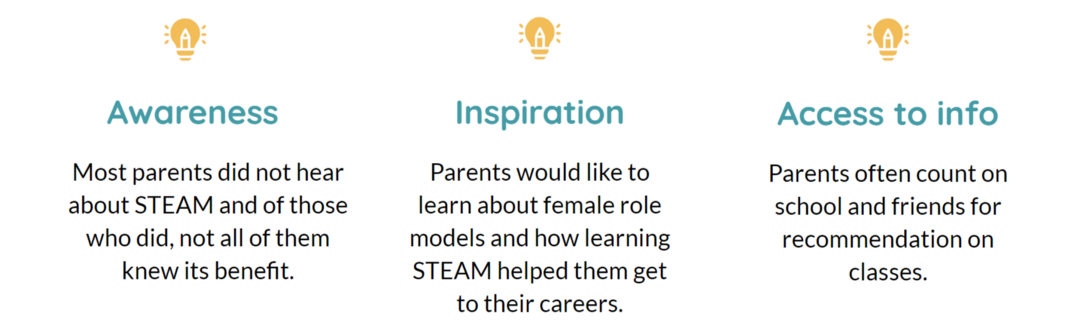 Awareness
Most parents did not hear
about STEAM and of those
who did, not all of them
knew its benefit.
Inspiration
Parents would like to
learn about female role
models and how learning
STEAM helped them get
to their careers.
Access to info
Parents often count on
school and friends for
recommendation on
classes.